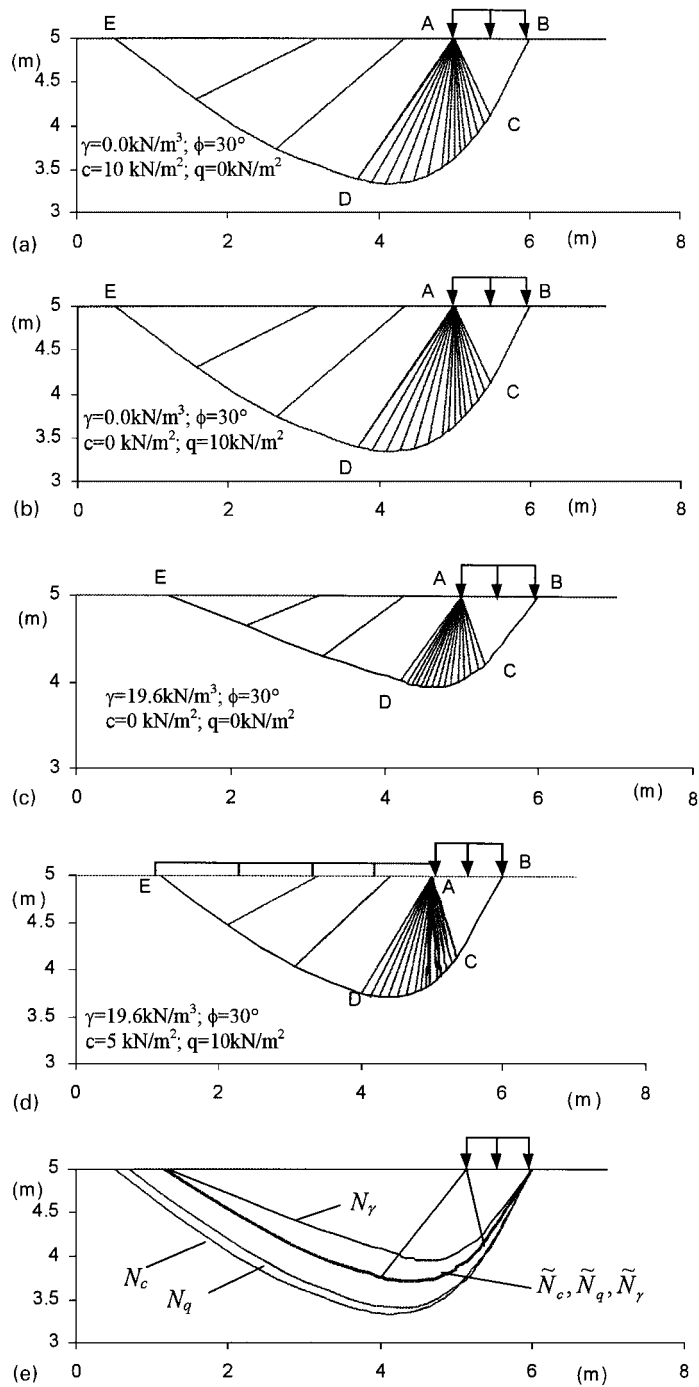 E A B
5
(m)
4.5
C
4
γ=0.0kN/m³; ϕ=30°
c=10 kN/m²; q=0kN/m²
3.5
D
3
0 2 4 6 (m) 8
(a)
E A B
5
(m)
4.5
C
4
γ=0.0kN/m³; ϕ=30°
c=0 kN/m²; q=10kN/m²
3.5
D
3
(b)
0 2 4 6 (m) 8
E A B
5
(m)
4.5
C
4
D
γ=19.6kN/m³; ϕ=30°
c=0 kN/m²; q=0kN/m²
3.5
3
0 2 4 6 8
(c)
(m)
B
5
E A
(m)
4.5
C
4
D
3.5
γ=19.6kN/m³; ϕ=30°
c=5 kN/m²; q=10kN/m²
3
0 2 4 6 (m) 8
(d)
5
(m)
4.5
Nγ
4
Nc
Nq
Ñc, Ñq, Ñγ
3.5
3
0 2 4 6 (m) 8
(e)